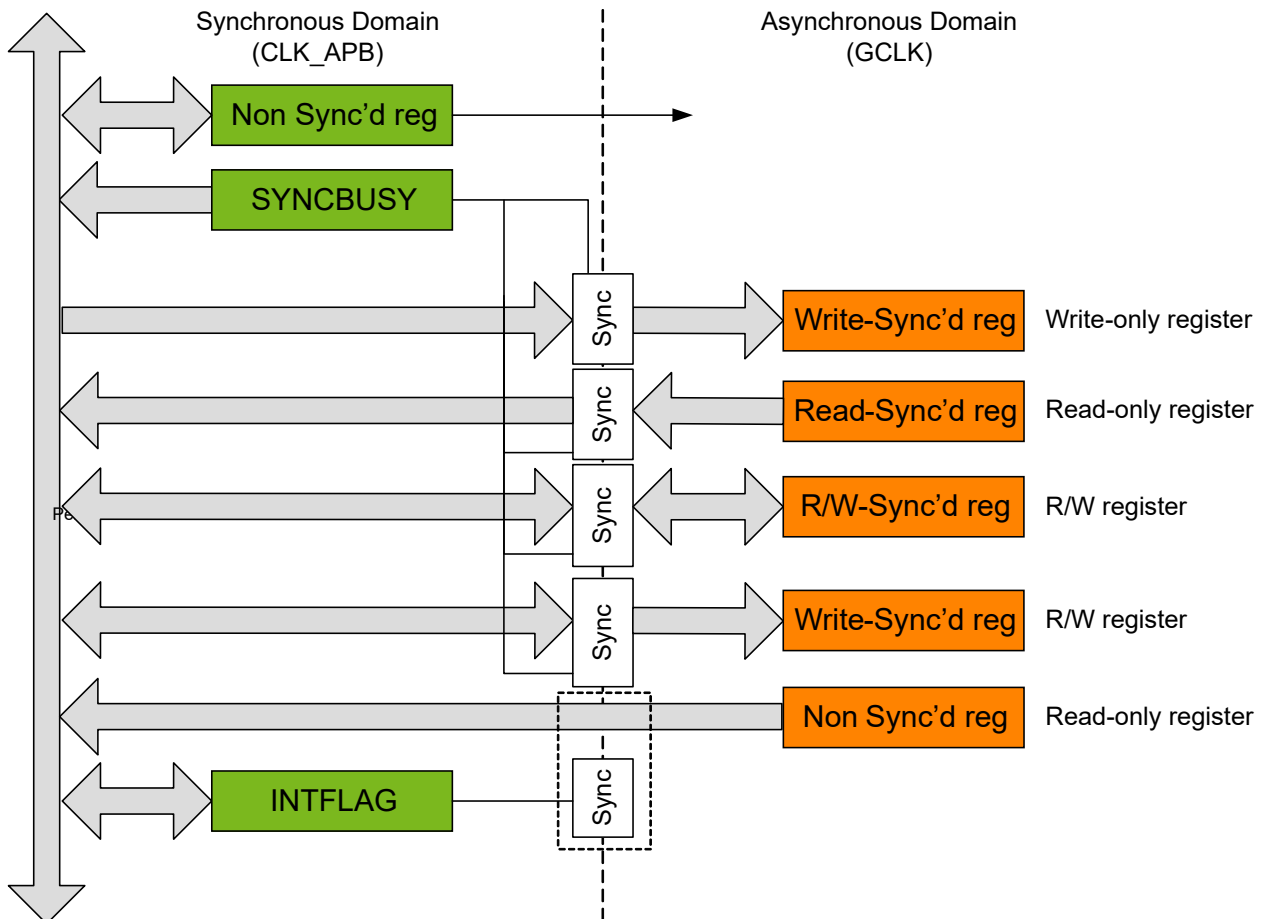 Synchronous Domain
(CLK_APB)
Asynchronous Domain
(GCLK)
Non Sync’d reg
SYNCBUSY
Sync
Write-Sync’d reg
Write-only register
Sync
Read-Sync’d reg
Read-only register
Sync
R/W-Sync’d reg
R/W register
Sync
Write-Sync’d reg
R/W register
Non Sync’d reg
Read-only register
INTFLAG
Sync